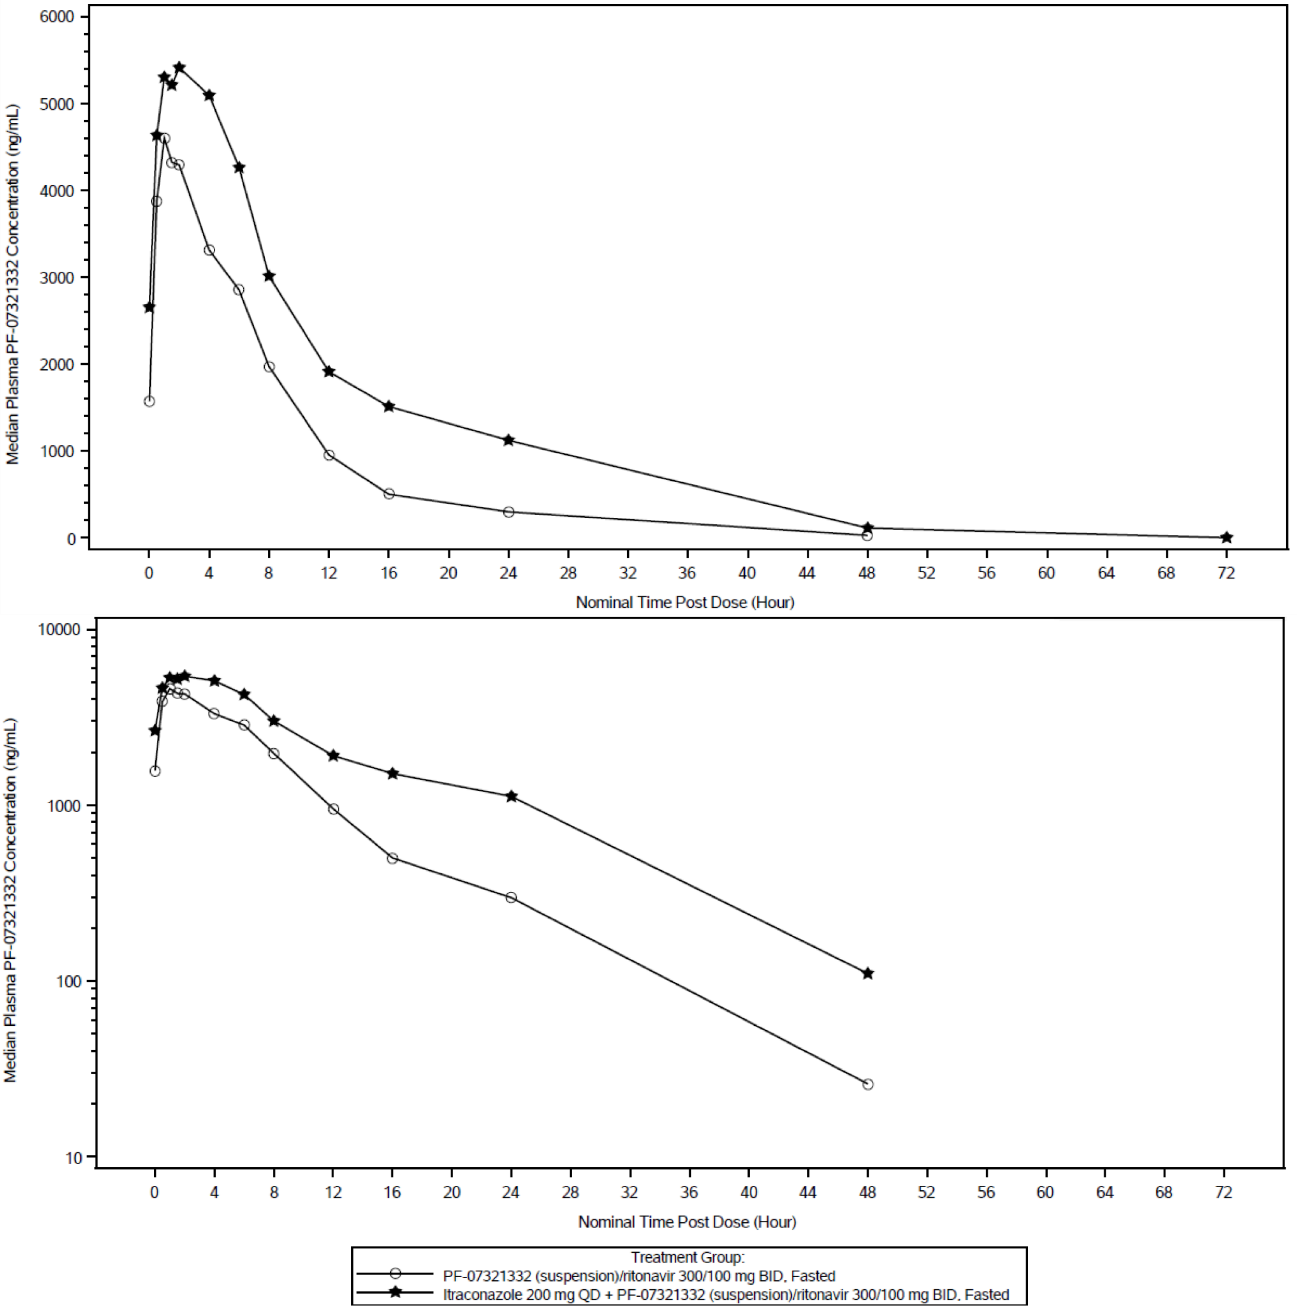 6000
5000
4000
3000
2000
1000
0
Median Plasma PF-07321332 Concentration (ng/mL)
0 4 8 12 16 20 24 28 32 36 40 44 48 52 56 60 64 68 72
Nominal Time Post Dose (Hour)
10000
1000
100
10
Median Plasma PF-07321332 Concentration (ng/mL)
0 4 8 12 16 20 24 28 32 36 40 44 48 52 56 60 64 68 72
Nominal Time Post Dose (Hour)
Treatment Group:
PF-07321332 (suspension)/ritonavir 300/100 mg BID, Fasted
Itraconazole 200 mg QD + PF-07321332 (suspension)/ritonavir 300/100 mg BID, Fasted